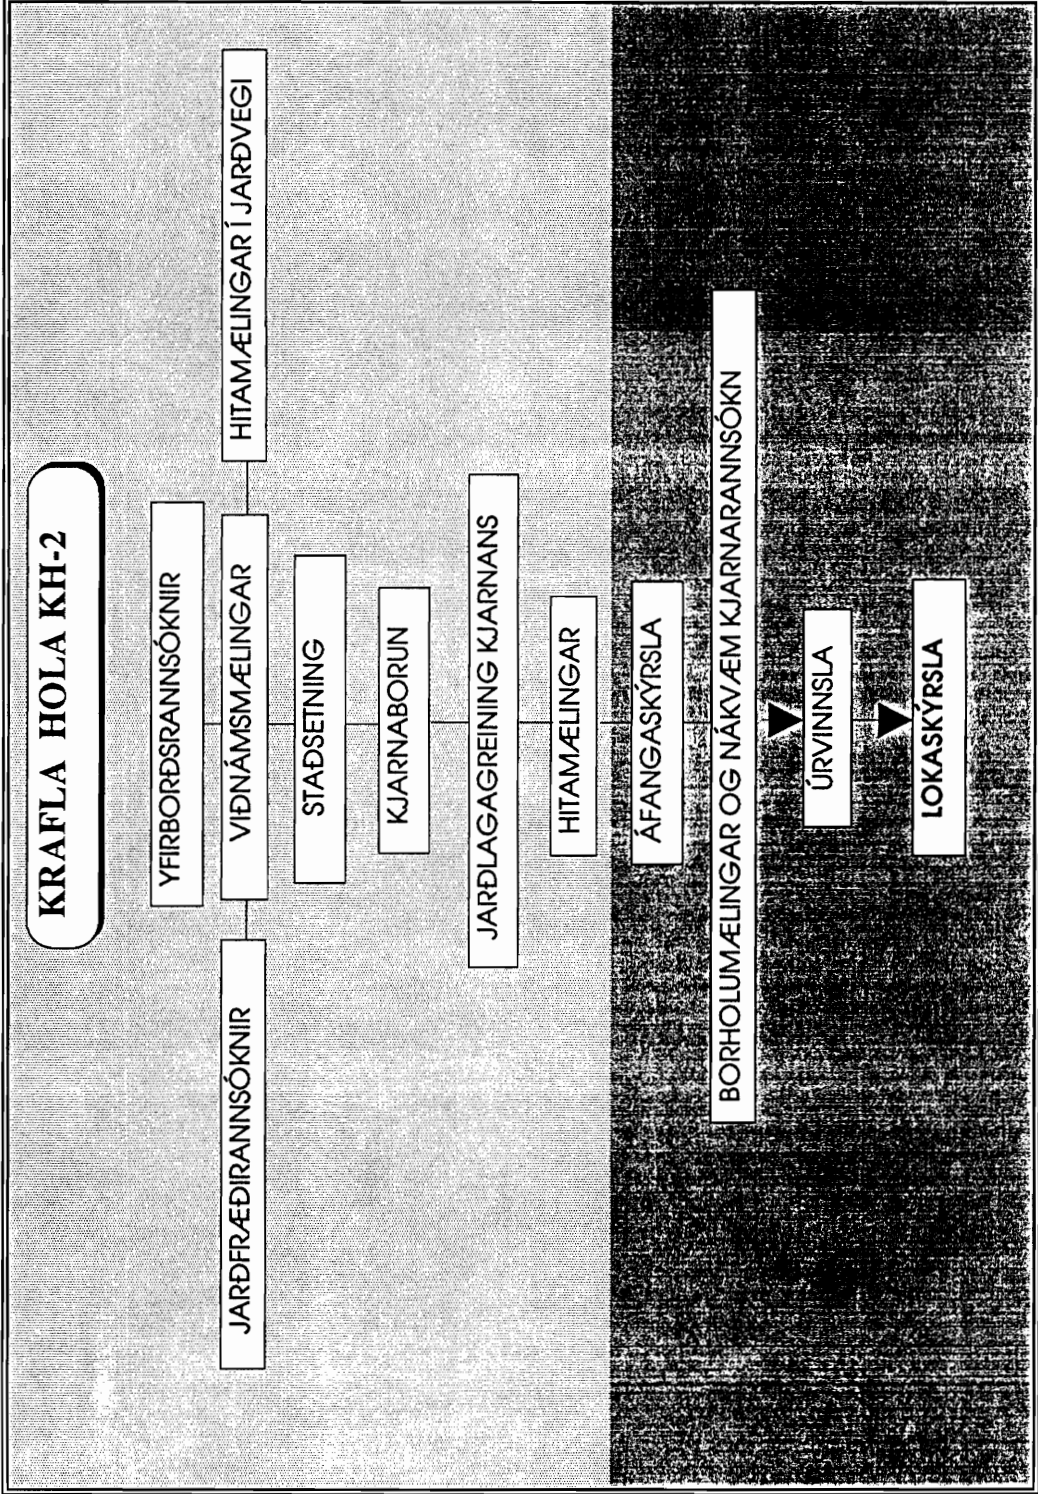 KRAFLA HOLA KH-2
YFIRBORÐSRANNSÓKNIR
JARÐFRÆÐIRANNSÓKNIR
VIÐNÁMSMÆLINGAR
HITAMÆLINGAR Í JARÐVEGI
STAÐSETNING
KJARNABORUN
JARÐLAGAGREINING KJARNANS
HITAMÆLINGAR
ÁFANGASKÝRSLA
BORHOLUMÆLINGAR OG NÁKVÆM KJARNARANNSÓKN
ÚRVINNSLA
LOKASKÝRSLA